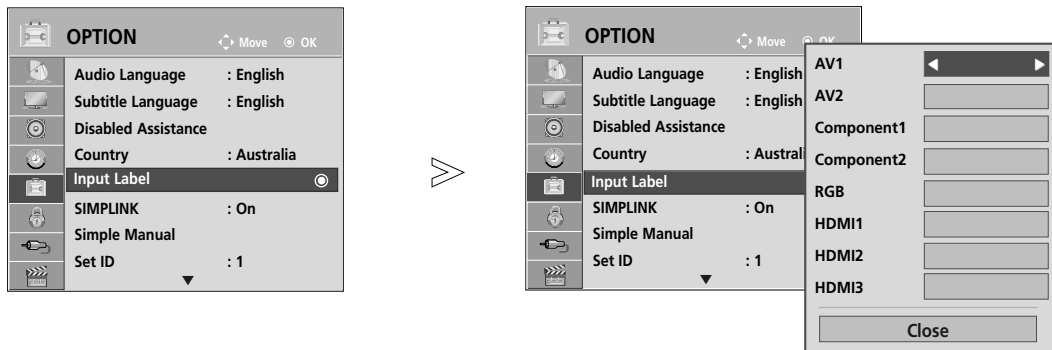 OPTION
Move OK
Audio Language : English
Subtitle Language : English
Disabled Assistance
Country : Australia
Input Label
SIMPLINK : On
Simple Manual
Set ID : 1
OPTION
Move OK
Audio Language : English
Subtitle Language : English
Disabled Assistance
Country : Australi
Input Label
SIMPLINK : On
Simple Manual
Set ID : 1
AV1
AV2
Component1
Component2
RGB
HDMI1
HDMI2
HDMI3
Close